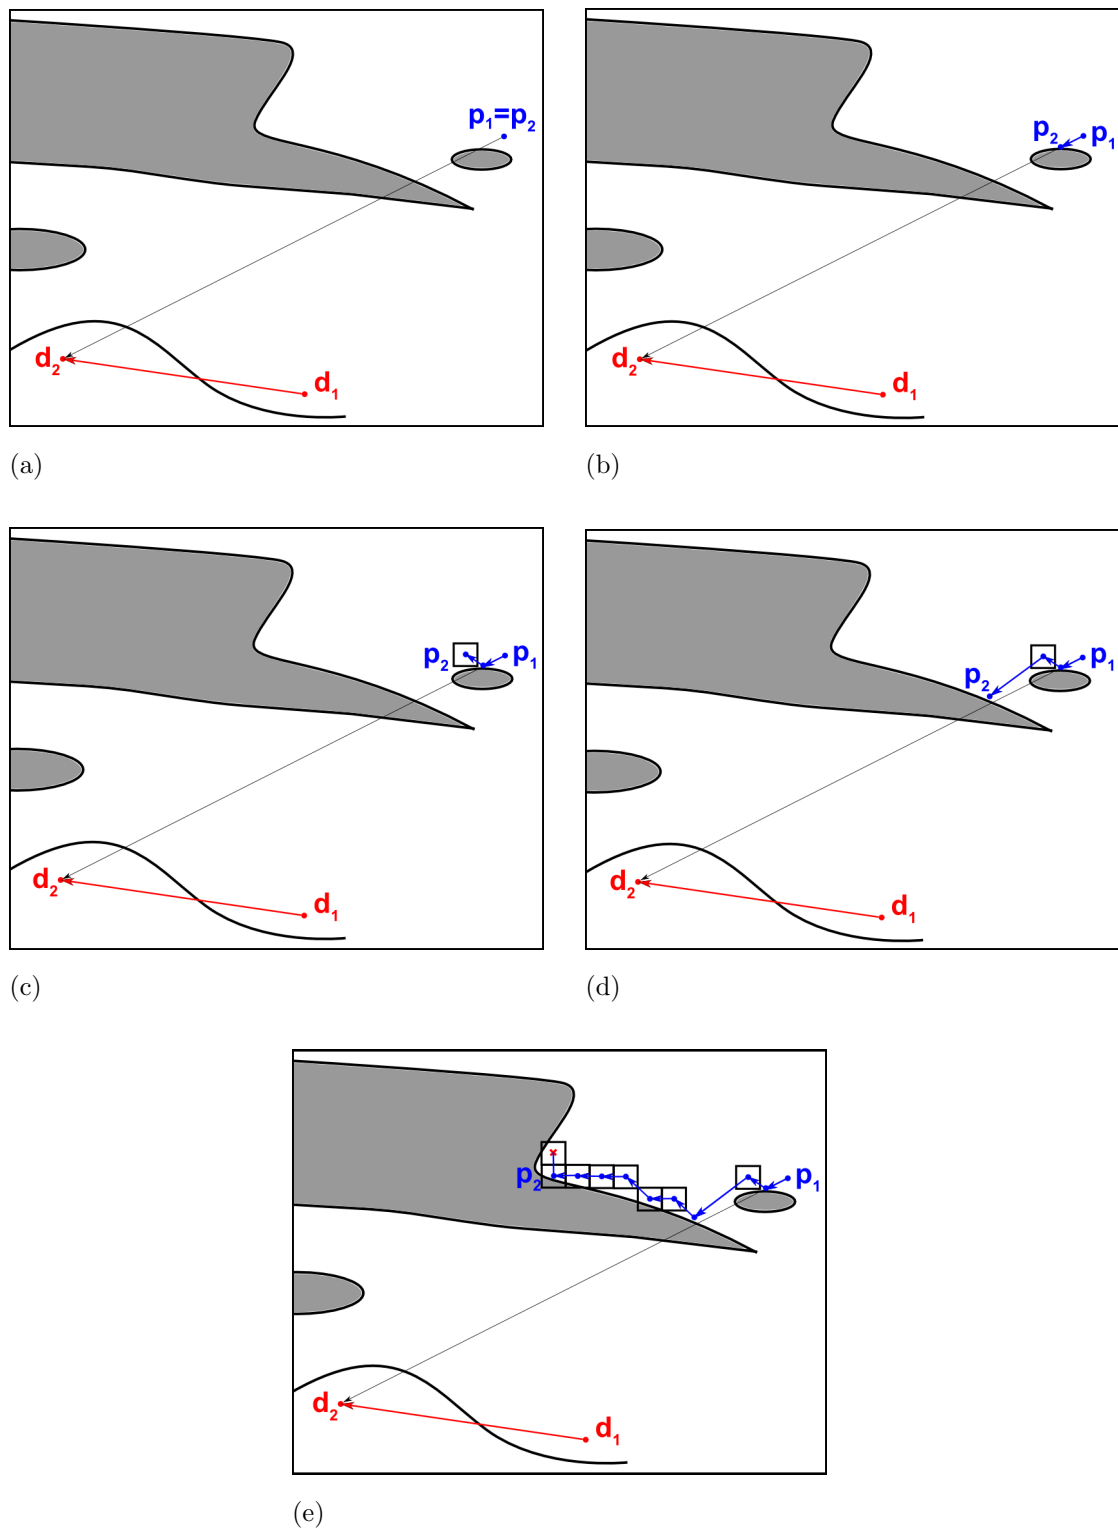 p₁=p₂
d₂
d₁
(a)
p₂
p₁
d₂
d₁
(b)
p₂
p₁
d₂
d₁
(c)
p₁
p₂
d₂
d₁
(d)
p₂
p₁
d₂
d₁
(e)